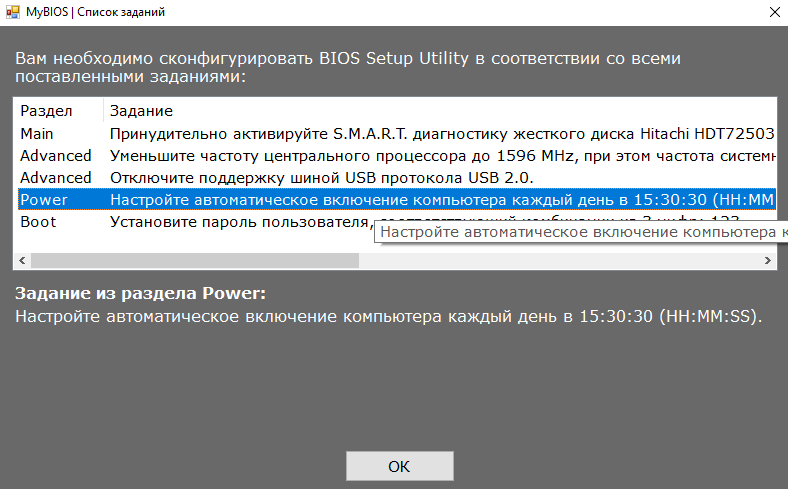 MyBIOS | Список заданий
Вам необходимо сконфигурировать BIOS Setup Utility в соответствии со всеми
поставленными заданиями:
Раздел Задание
Main Принудительно активируйте S.M.A.R.T. диагностику жесткого диска Hitachi HDT72503
Advanced Уменьшите частоту центрального процессора до 1596 MHz, при этом частота системн
Advanced Отключите поддержку шиной USB протокола USB 2.0.
Power Настройте автоматическое включение компьютера каждый день в 15:30:30 (HH:MM
Boot Установите пароль пользователя,
Настройте автоматическое включение компьютера к
Задание из раздела Power:
Настройте автоматическое включение компьютера каждый день в 15:30:30 (HH:MM:SS).
OK